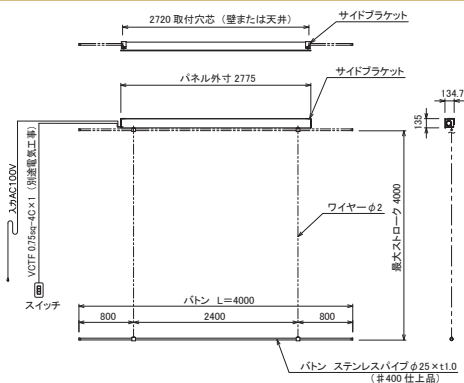 2720 取付穴芯 (壁または天井)
サイドブラケット
パネル外寸 2775
サイドブラケット
134.7
135
入力AC100V
VCTF 0.75sq-4C×1 (別途電気工事)
スイッチ
ワイヤーφ2
最大ストローク 4000
バトン L=4000
800
2400
800
バトン ステンレスパイプφ25×t1.0
(#400 仕上品)